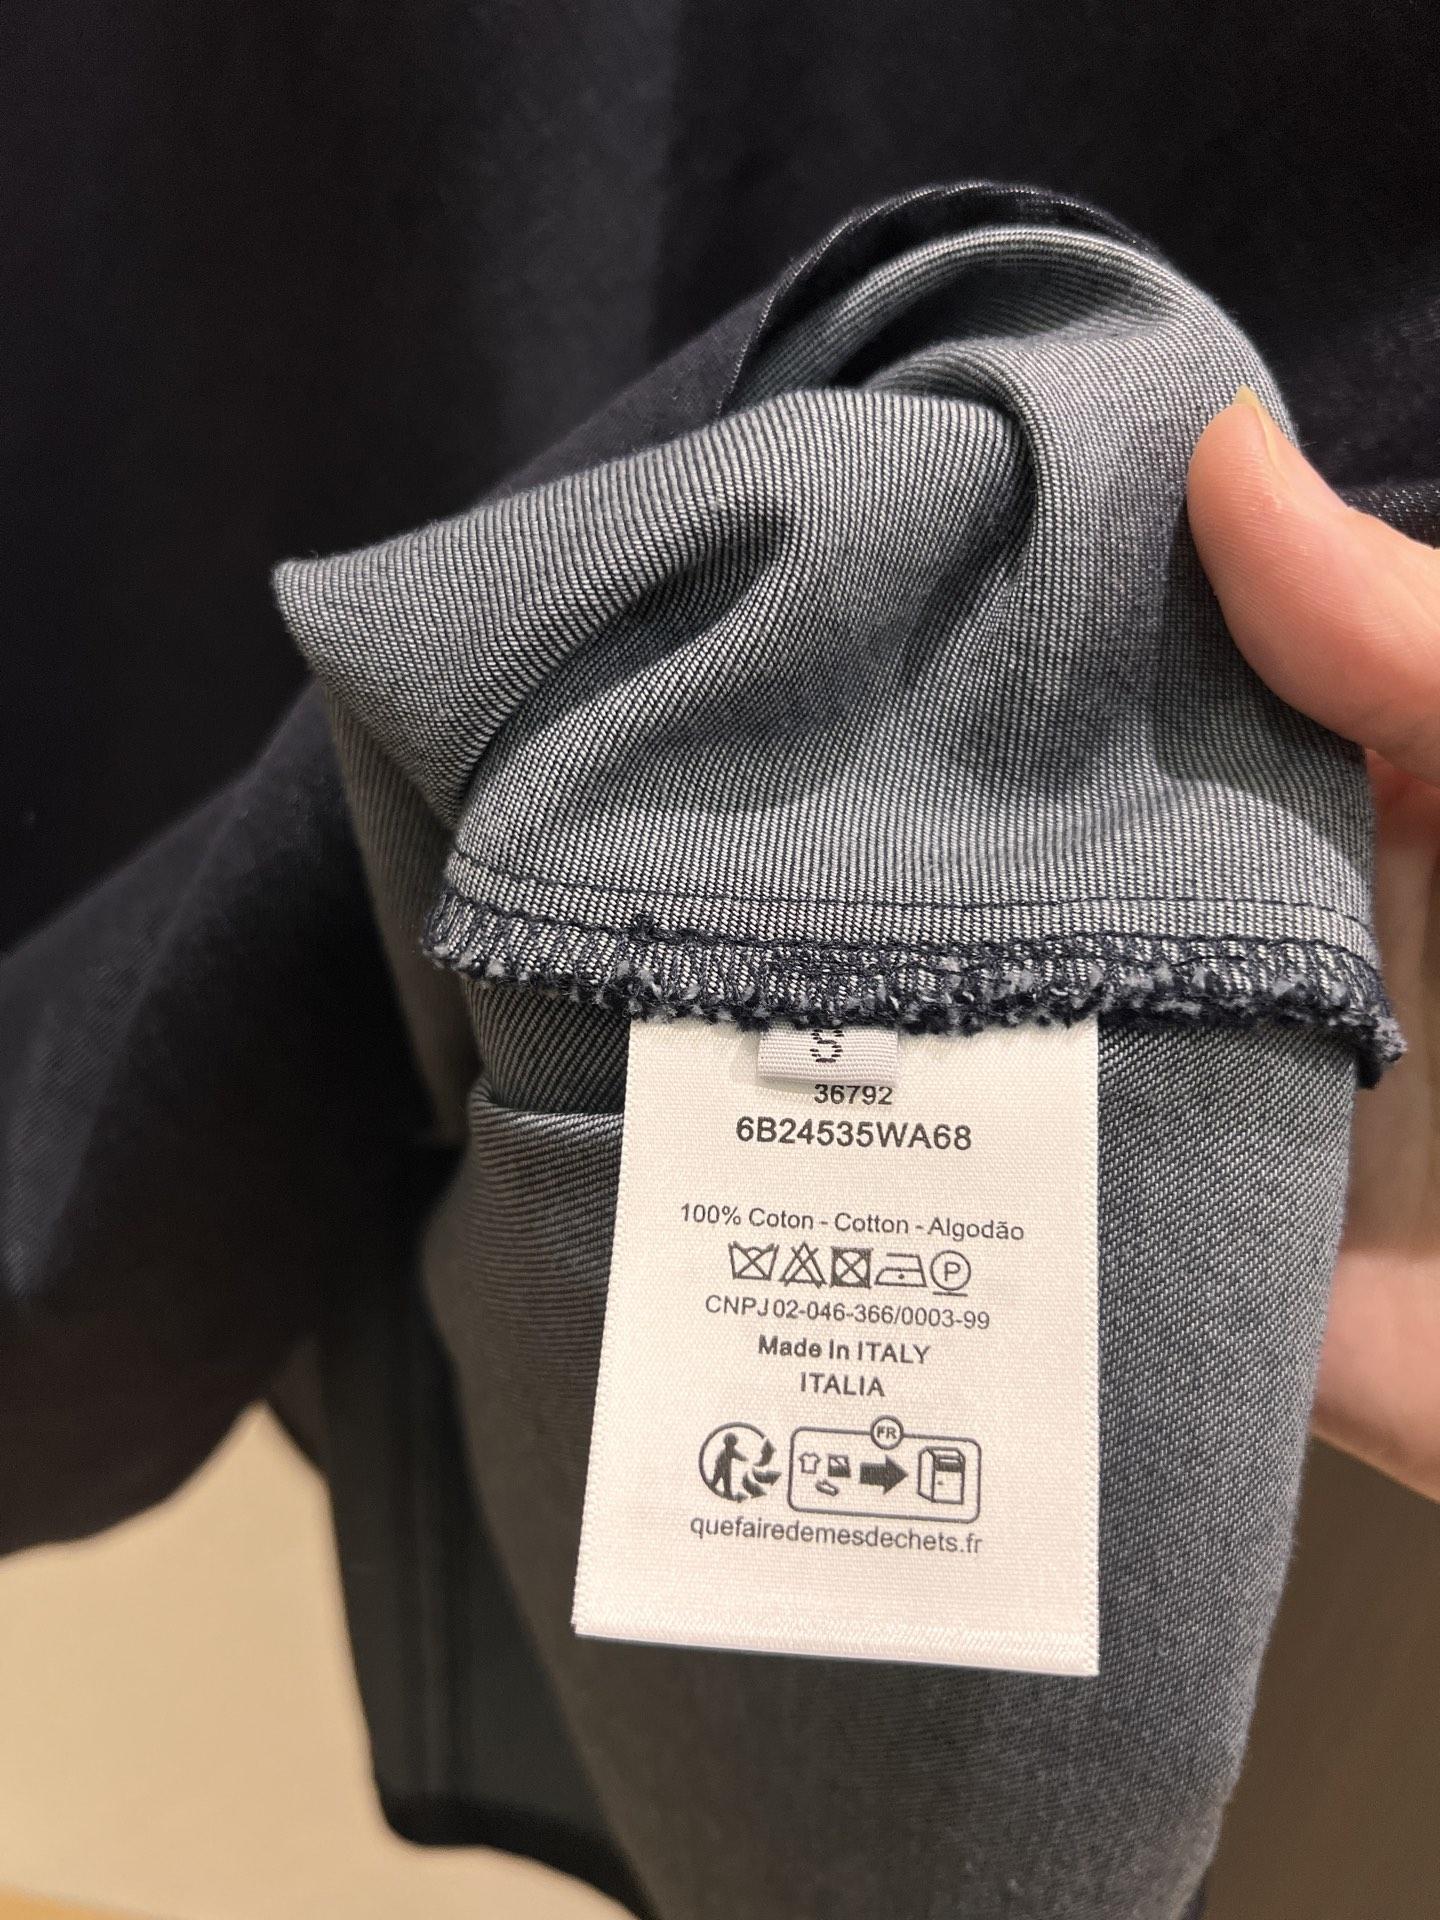 S
36792
6B24535WA68
100% Coton - Cotton - Algodão
P
CNPJ 02-046-366/0003-99
Made In ITALY
ITALIA
FR
quefairedemesdechets.fr